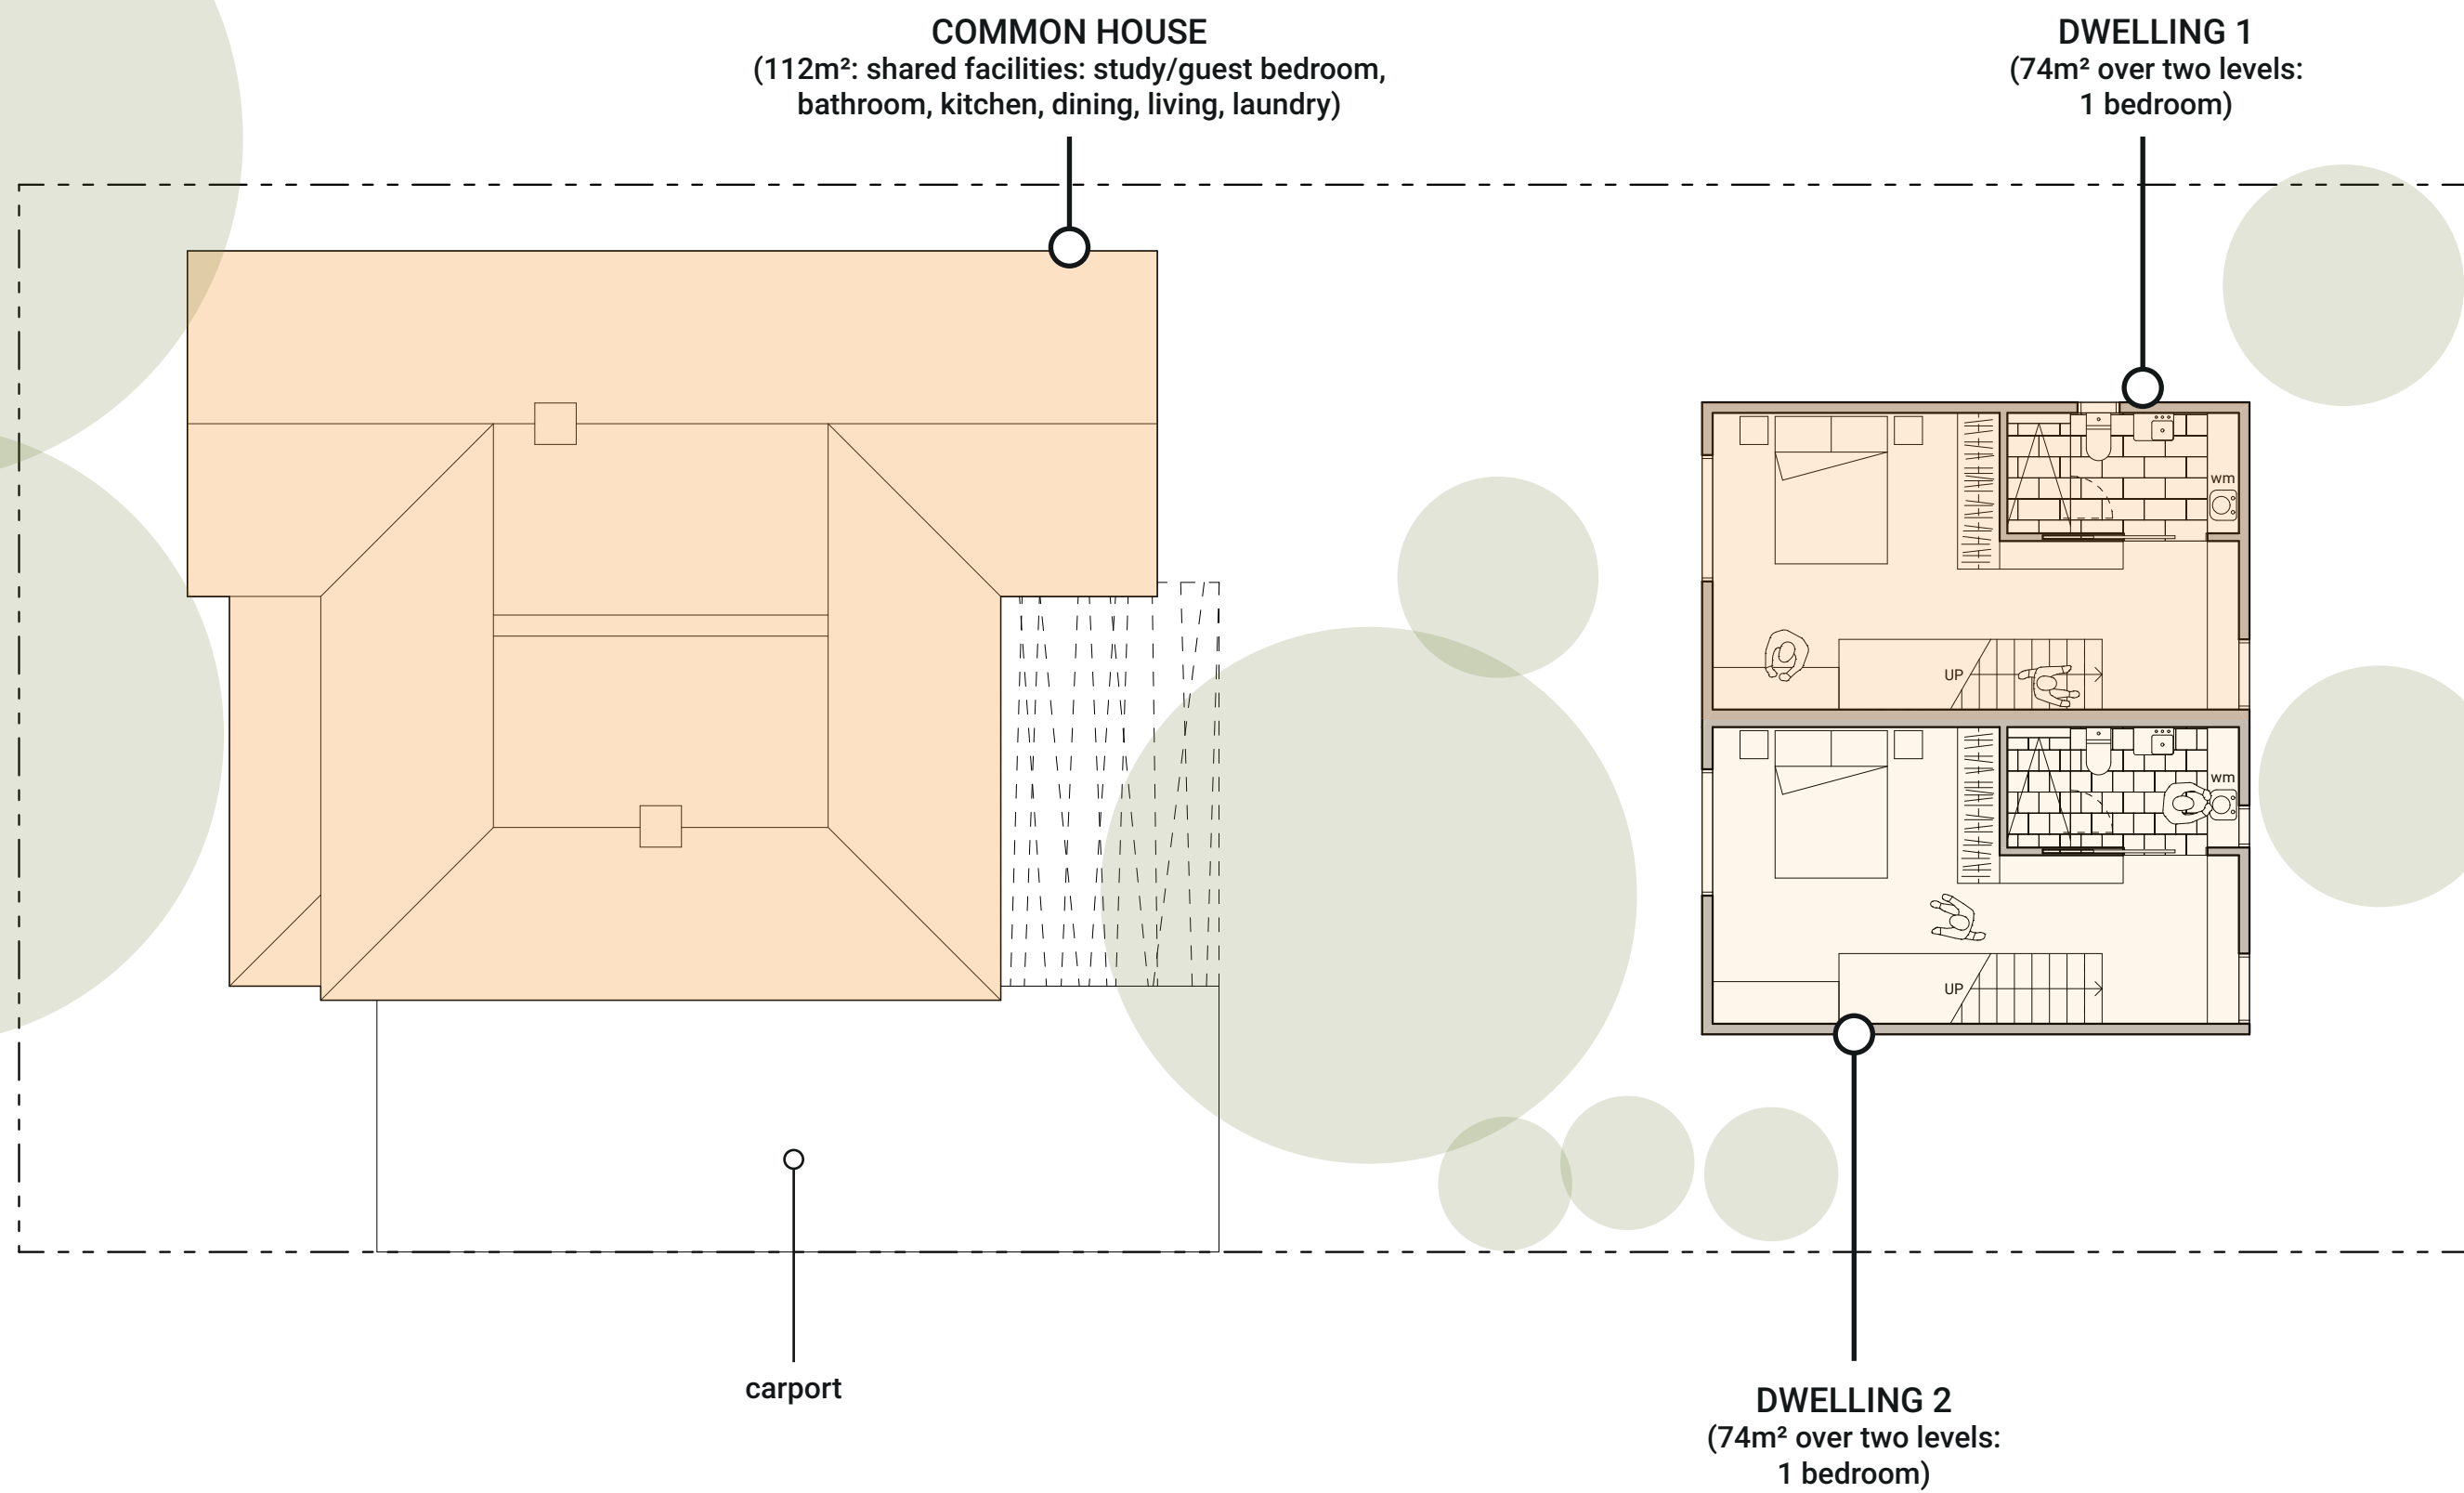 COMMON HOUSE
(112m²: shared facilities: study/guest bedroom,
bathroom, kitchen, dining, living, laundry)
DWELLING 1
(74m² over two levels:
1 bedroom)
wm
UP
wm
UP
carport
DWELLING 2
(74m² over two levels:
1 bedroom)